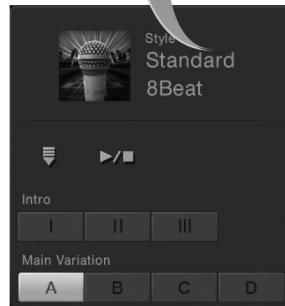 Style
Standard
8Beat
Intro
I II III
Main Variation
A B C D